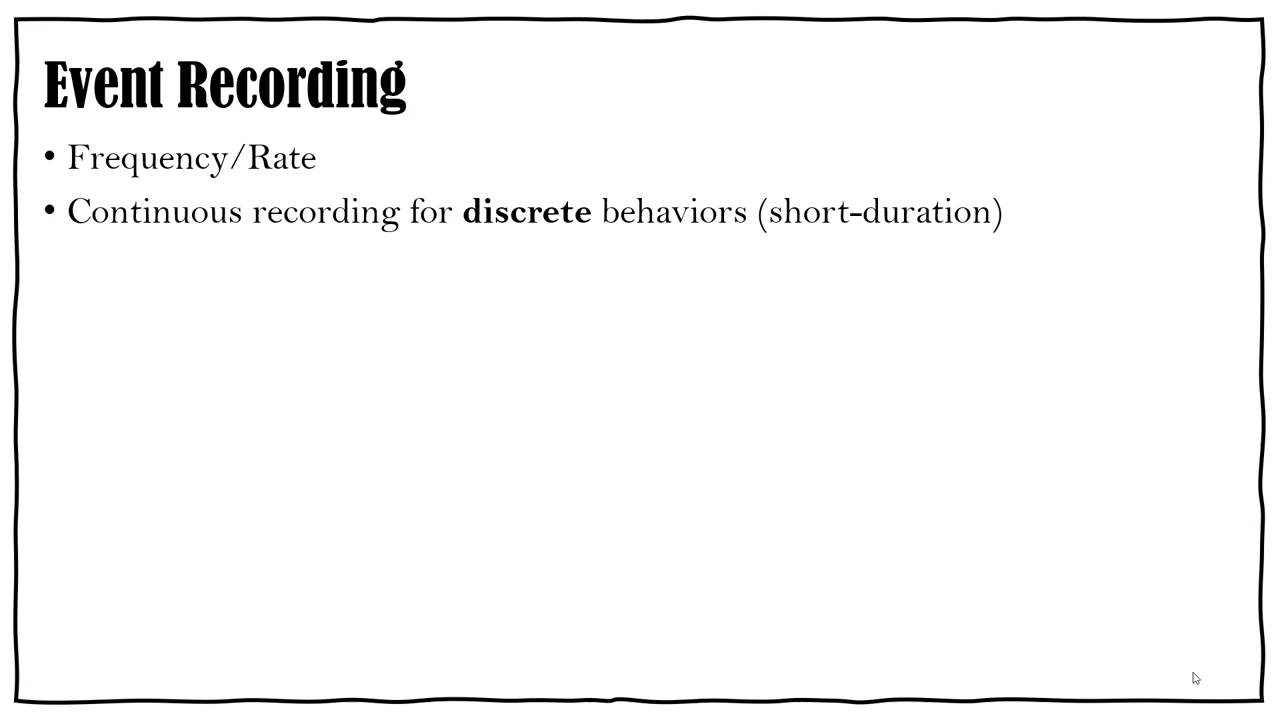 Event Recording
• Frequency/Rate
• Continuous recording for discrete behaviors (short-duration)